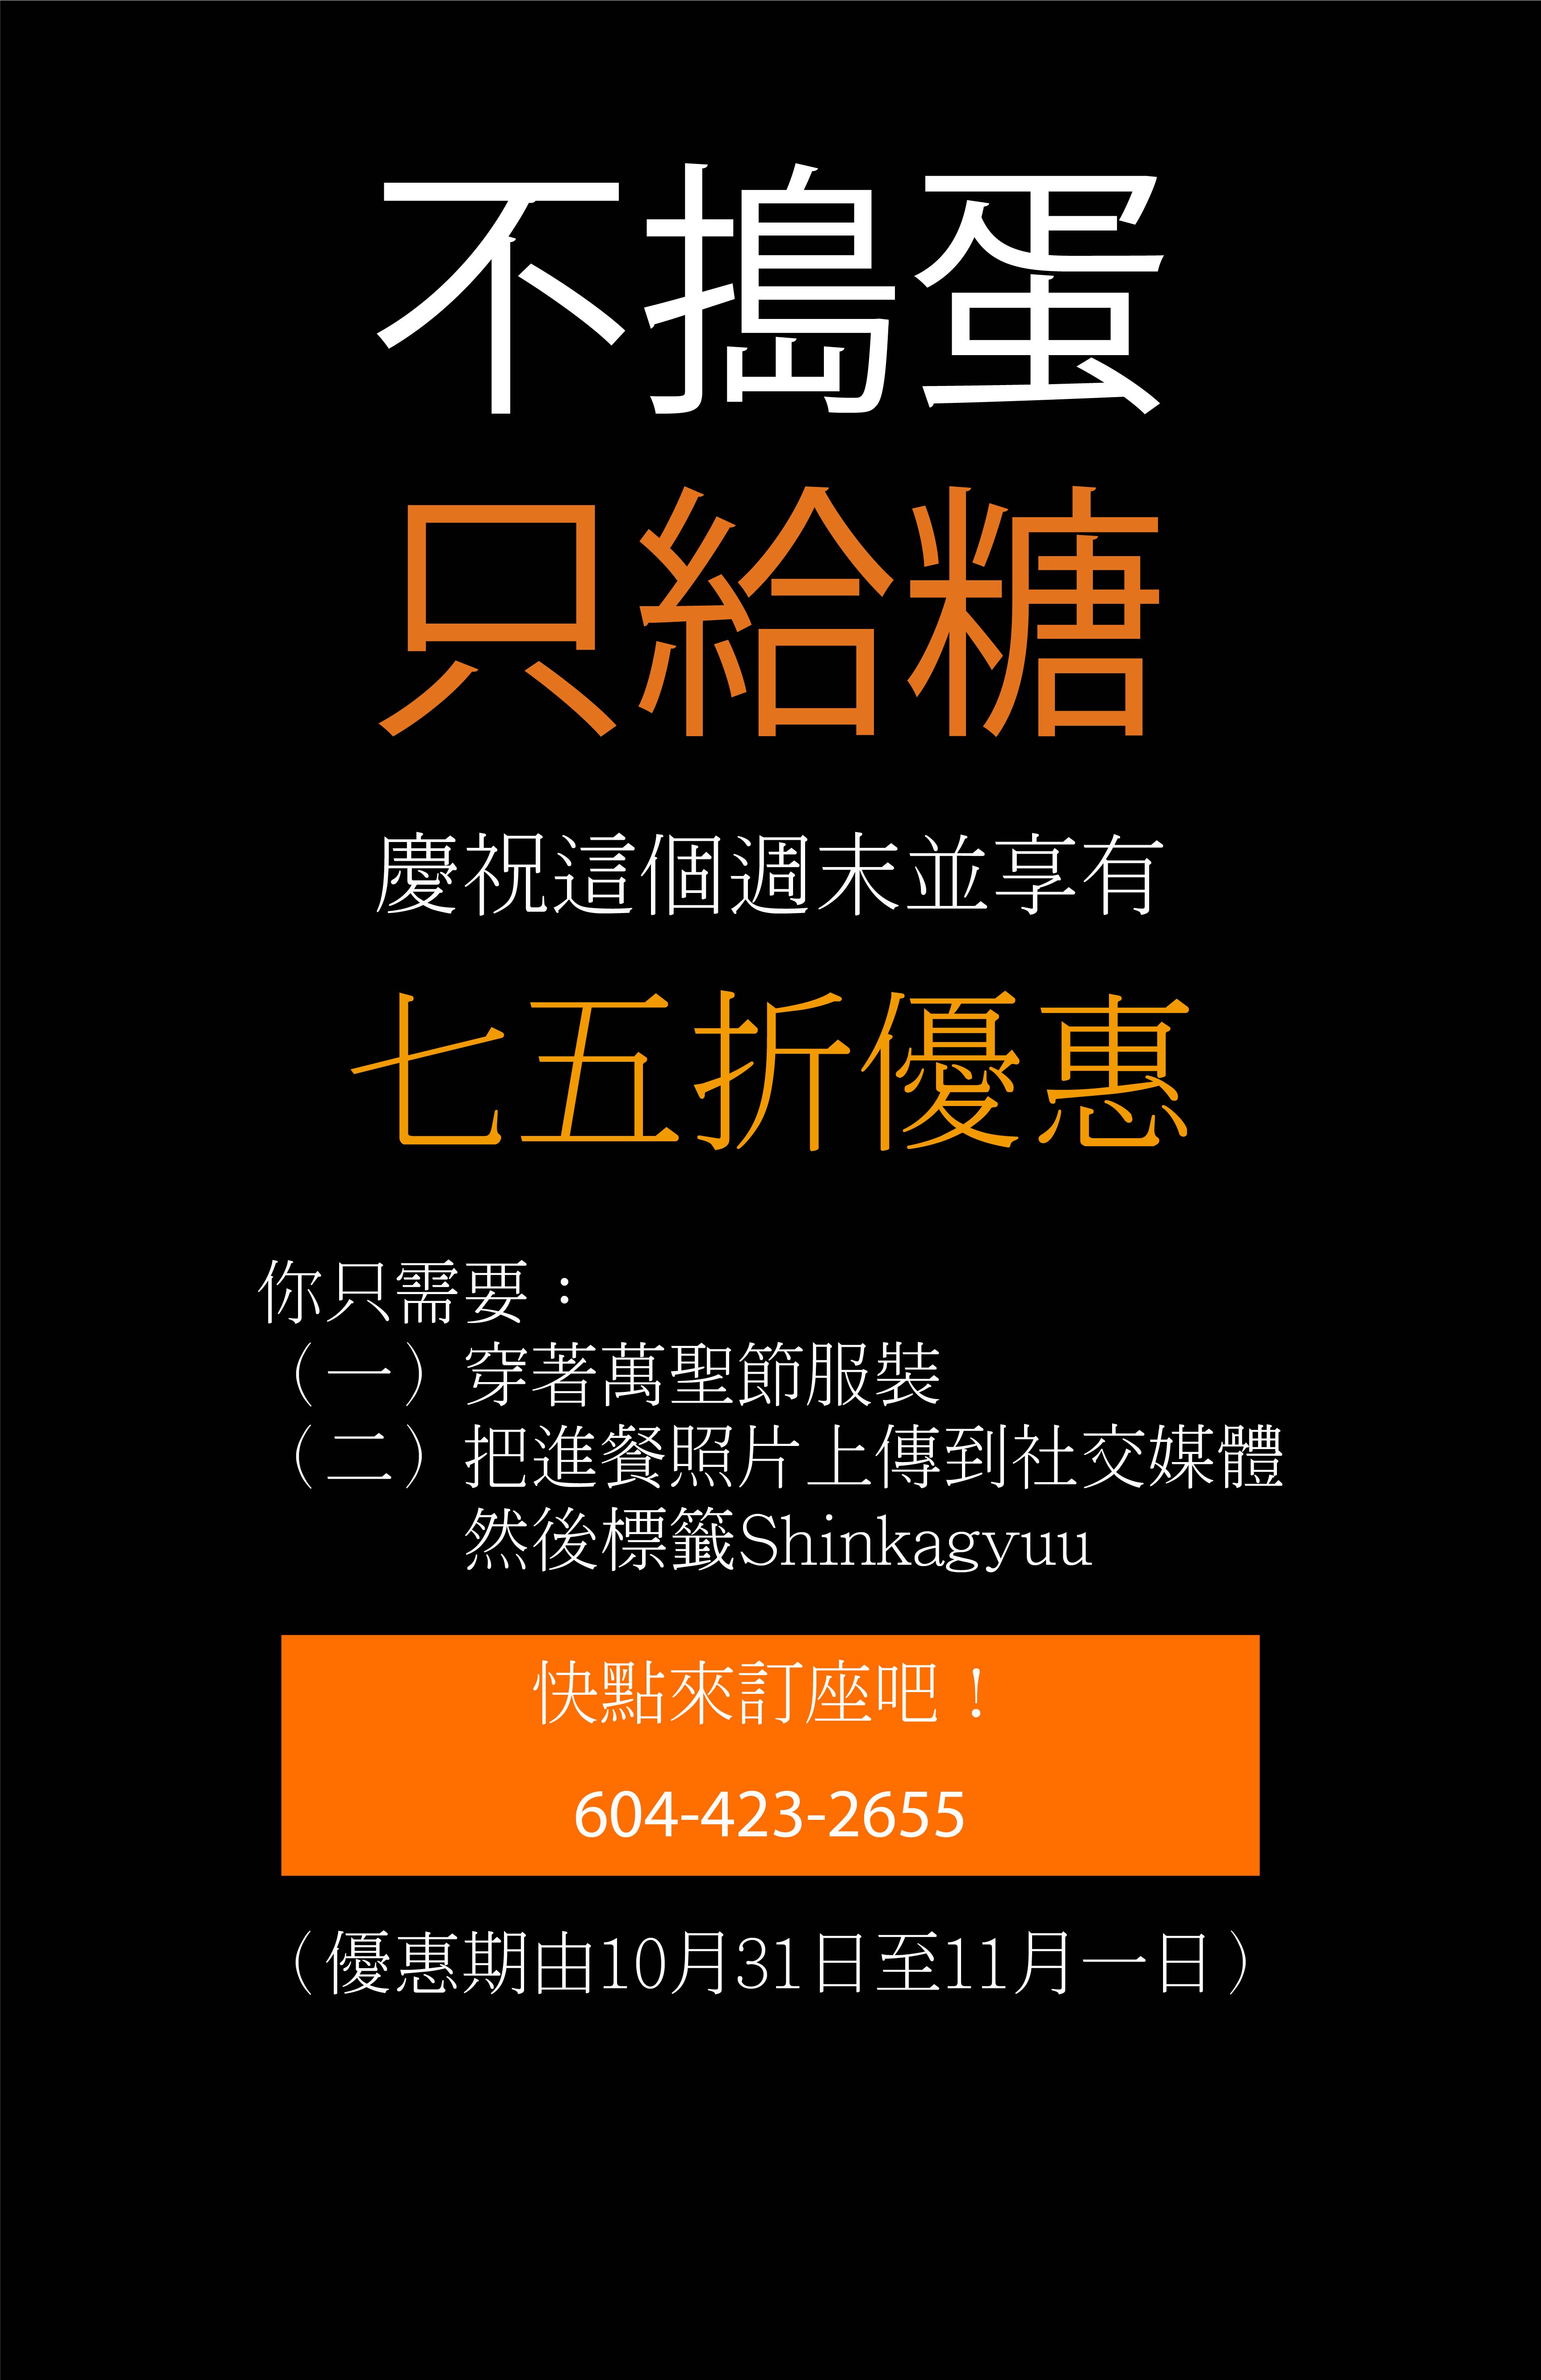 不搗蛋
只給糖
慶祝這個週末並享有
七五折優惠
你只需要：
（一）穿著萬聖節服裝
（二）把進餐照片上傳到社交媒體
然後標籤Shinkagyuu
快點來訂座吧！
604-423-2655
（優惠期由10月31日至11月一日）